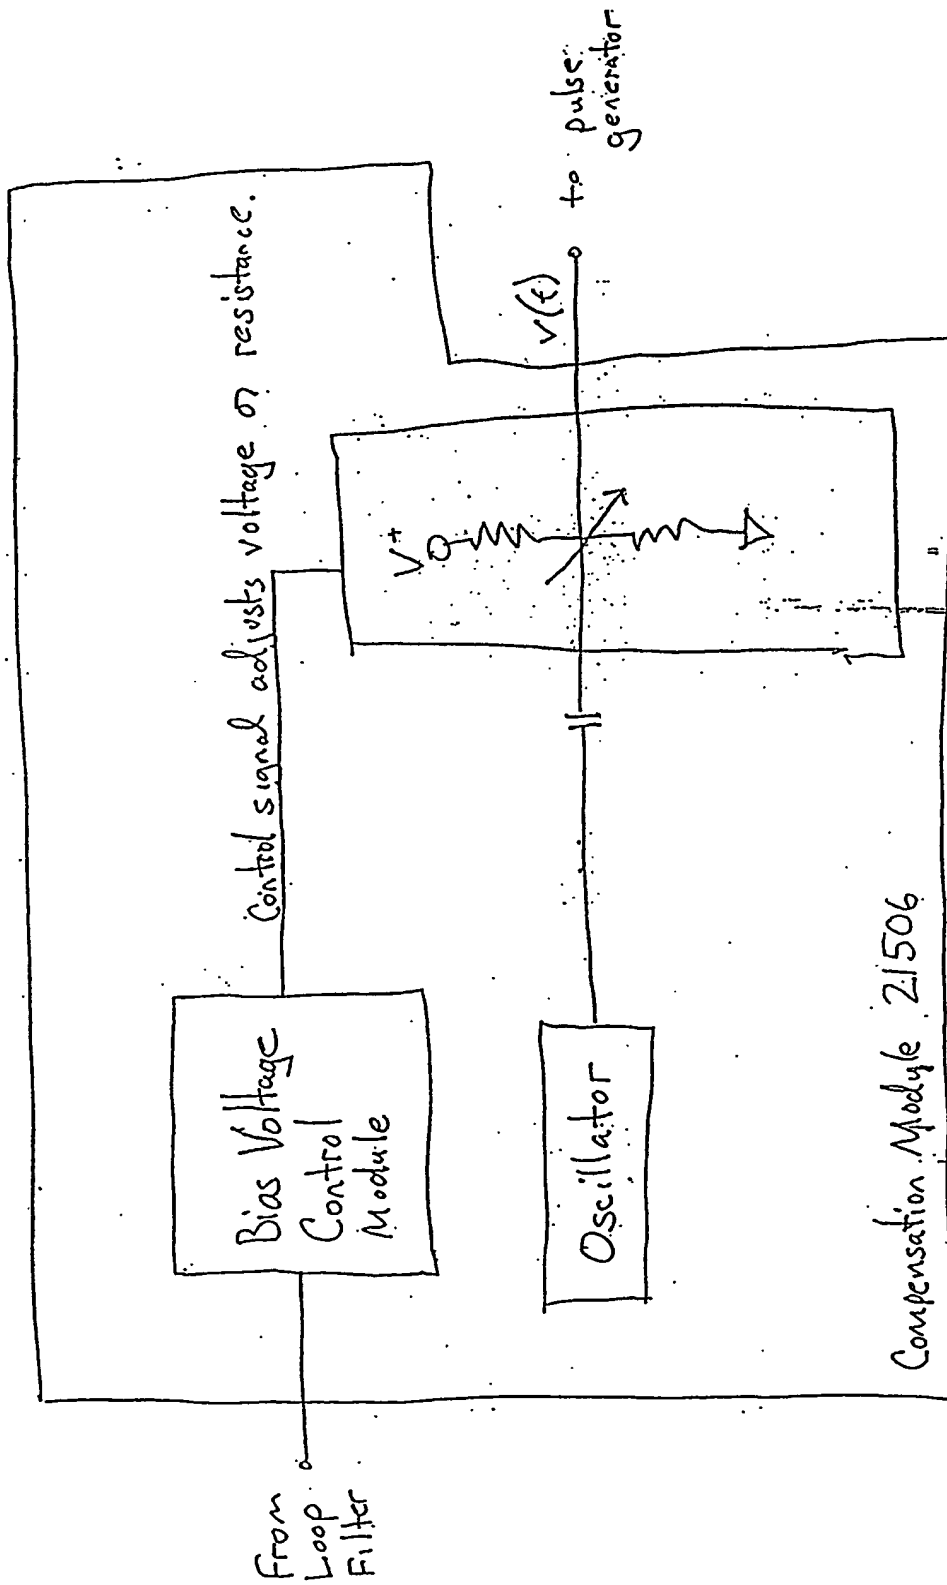 From
Loop
Filter
Bias Voltage
Control
Module
Control signal adjusts voltage or resistance.
Oscillator
V+
v(t)
to pulse
generator
Compensation Module 21506